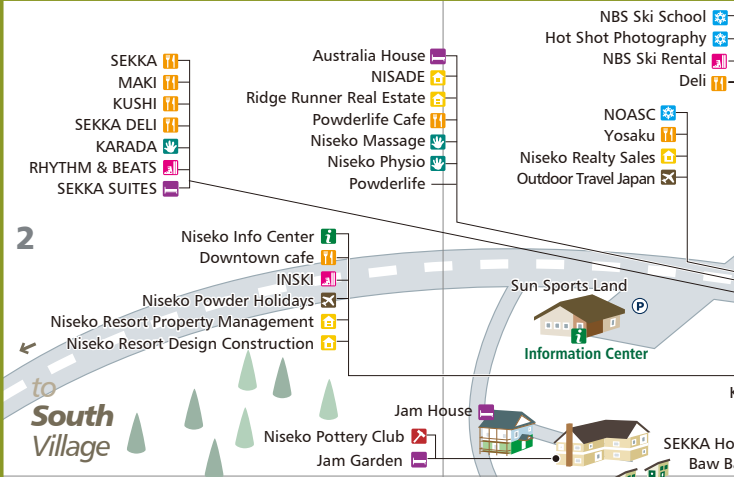 NBS Ski School
Hot Shot Photography
NBS Ski Rental
Deli
SEKKA
MAKI
KUSHI
SEKKA DELI
KARADA
RHYTHM & BEATS
SEKKA SUITES
Australia House
NISADE
Ridge Runner Real Estate
Powderlife Cafe
Niseko Massage
Niseko Physio
Powderlife
NOASC
Yosaku
Niseko Realty Sales
Outdoor Travel Japan
2
Niseko Info Center
Downtown cafe
INSKI
Niseko Powder Holidays
Niseko Resort Property Management
Niseko Resort Design Construction
Sun Sports Land
P
Information Center
to
South
Village
Jam House
Niseko Pottery Club
Jam Garden
SEKKA Ho
Baw Ba